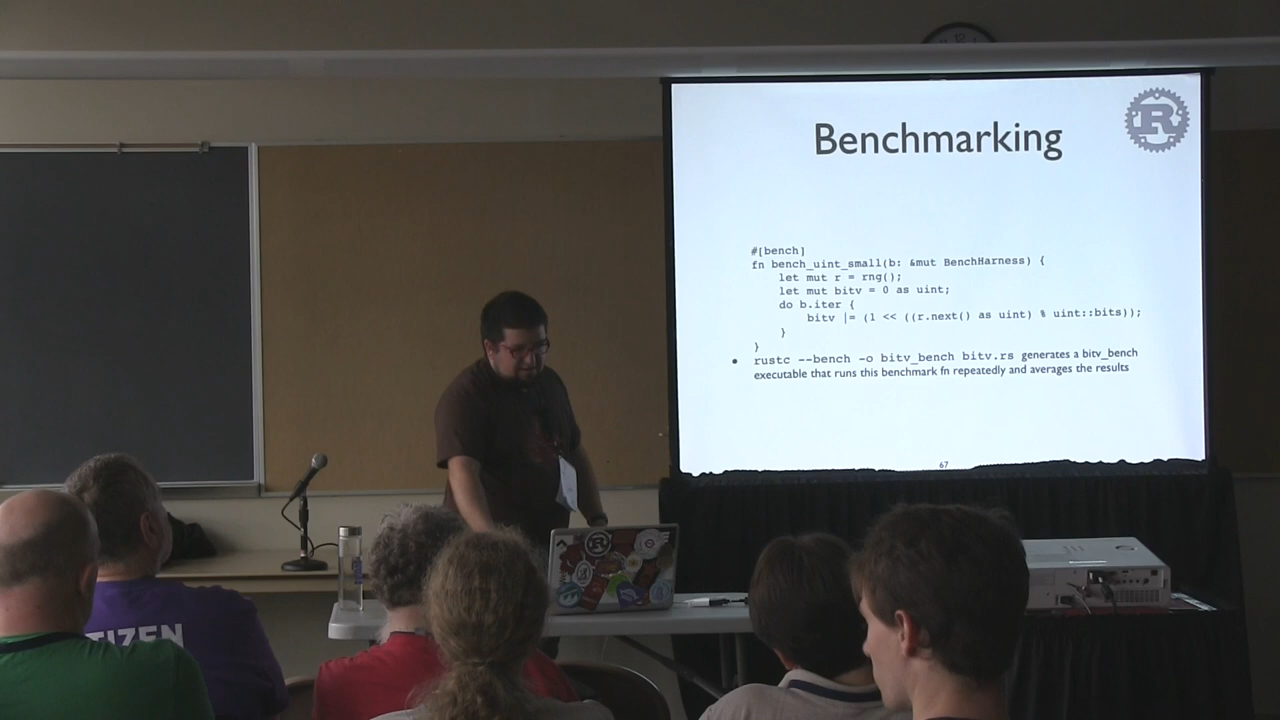 Benchmarking
R
#[bench]
fn bench_uint_small(b: &mut BenchHarness) {
let mut r = rng();
let mut bitv = 0 as uint;
do b.iter {
bitv |= (1 << ((r.next() as uint) % uint::bits));
}
}
• rustc --bench -o bitv_bench bitv.rs generates a bitv_bench
executable that runs this benchmark fn repeatedly and averages the results
67
TIZEN
R